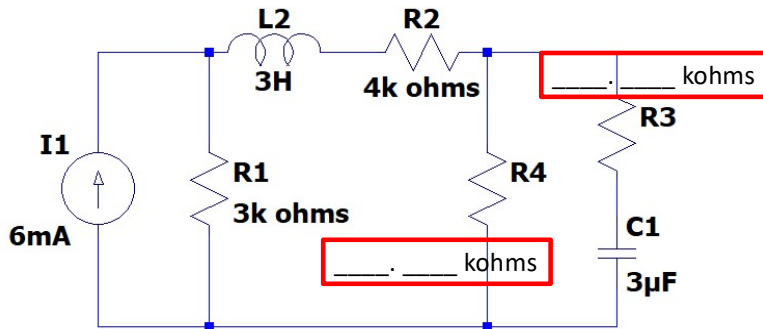 L2
R2
3H
4k ohms
____. ____ kohms
R3
I1
R1
R4
6mA
3k ohms
C1
____. ____ kohms
3µF